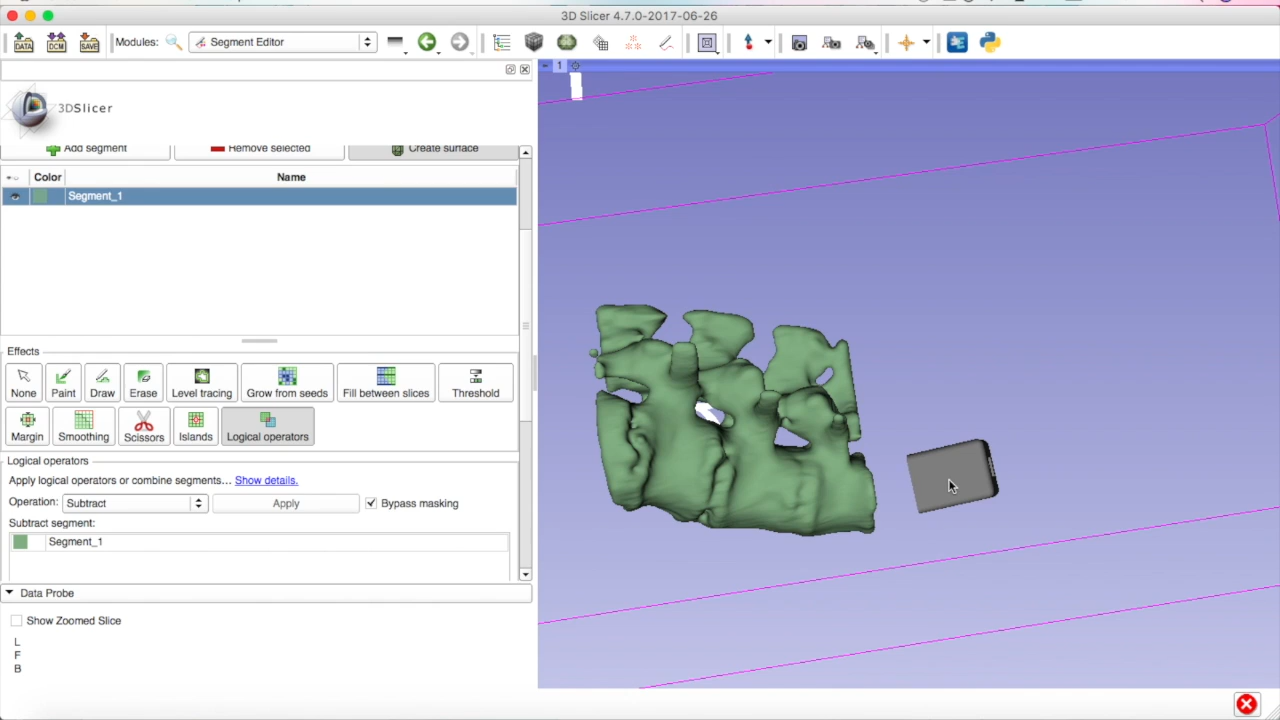 3D Slicer 4.7.0-2017-06-26
DATA DCM SAVE Modules: Segment Editor
1
3DSlicer
Add segment Remove selected Create surface
Color Name
Segment_1
Effects
None Paint Draw Erase Level tracing Grow from seeds Fill between slices Threshold
Margin Smoothing Scissors Islands Logical operators
Logical operators
Apply logical operators or combine segments... Show details.
Operation: Subtract Apply Bypass masking
Subtract segment:
Segment_1
Data Probe
Show Zoomed Slice
L
F
B